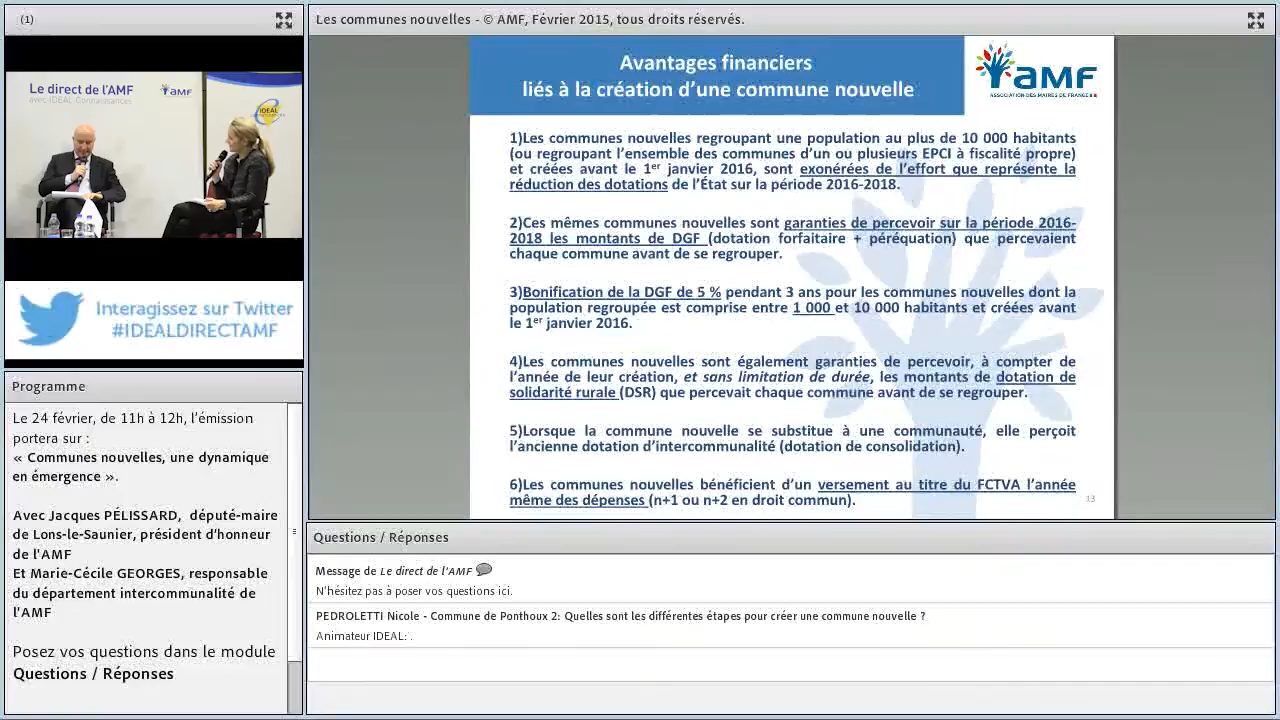 (1)
Les communes nouvelles - © AMF, Février 2015, tous droits réservés.
Le direct de l'AMF
avec IDEAL Connaissances
AMF
IDEAL
Interagissez sur Twitter
#IDEALDIRECTAMF
Programme
Le 24 février, de 11h à 12h, l'émission
portera sur :
« Communes nouvelles, une dynamique
en émergence ».
Avec Jacques PÉLISSARD, député-maire
de Lons-le-Saunier, président d'honneur
de l'AMF
Et Marie-Cécile GEORGES, responsable
du département intercommunalité de
l'AMF
Posez vos questions dans le module
Questions / Réponses
Avantages financiers
liés à la création d'une commune nouvelle
AMF
ASSOCIATION DES MAIRES DE FRANCE
1)Les communes nouvelles regroupant une population au plus de 10 000 habitants
(ou regroupant l'ensemble des communes d'un ou plusieurs EPCI à fiscalité propre)
et créées avant le 1er janvier 2016, sont exonérées de l'effort que représente la
réduction des dotations de l'État sur la période 2016-2018.
2)Ces mêmes communes nouvelles sont garanties de percevoir sur la période 2016-
2018 les montants de DGF (dotation forfaitaire + péréquation) que percevaient
chaque commune avant de se regrouper.
3)Bonification de la DGF de 5 % pendant 3 ans pour les communes nouvelles dont la
population regroupée est comprise entre 1 000 et 10 000 habitants et créées avant
le 1er janvier 2016.
4)Les communes nouvelles sont également garanties de percevoir, à compter de
l'année de leur création, et sans limitation de durée, les montants de dotation de
solidarité rurale (DSR) que percevait chaque commune avant de se regrouper.
5)Lorsque la commune nouvelle se substitue à une communauté, elle perçoit
l'ancienne dotation d'intercommunalité (dotation de consolidation).
6)Les communes nouvelles bénéficient d'un versement au titre du FCTVA l'année
même des dépenses (n+1 ou n+2 en droit commun).
13
Questions / Réponses
Message de Le direct de l'AMF
N'hésitez pas à poser vos questions ici.
PEDROLETTI Nicole - Commune de Ponthoux 2: Quelles sont les différentes étapes pour créer une commune nouvelle ?
Animateur IDEAL: .